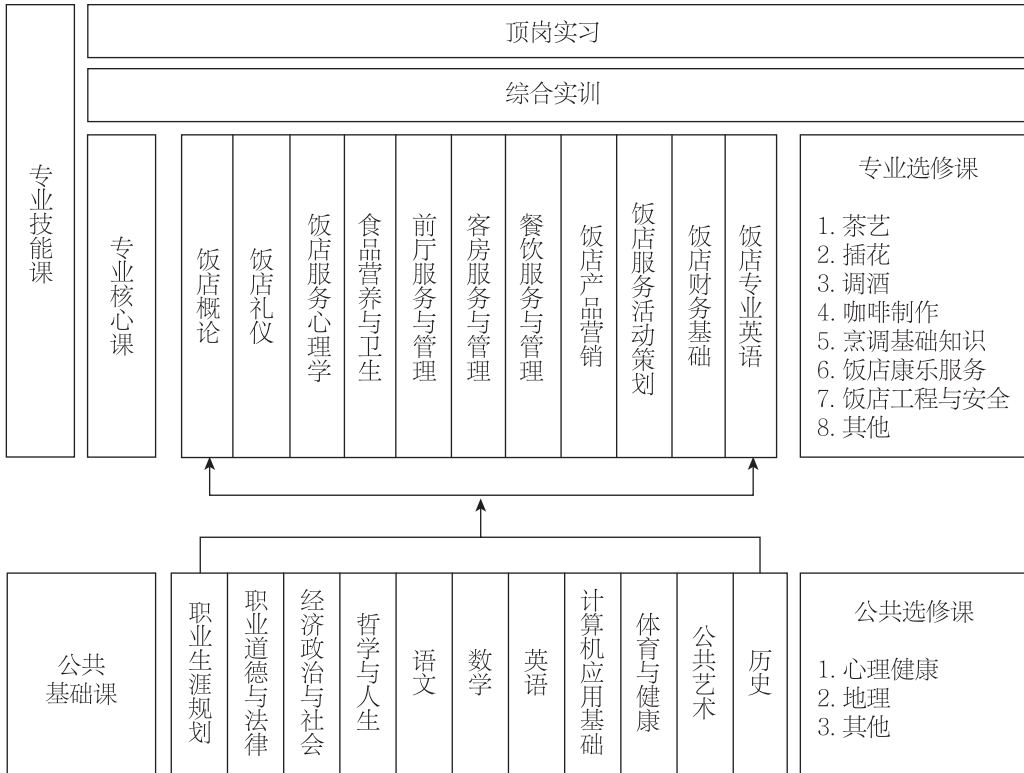 顶岗实习
综合实训
专业技能课
专业核心课
饭店概论
饭店礼仪
饭店服务心理学
食品营养与卫生
前厅服务与管理
客房服务与管理
餐饮服务与管理
饭店产品营销
饭店服务活动策划
饭店财务基础
饭店专业英语
专业选修课
1. 茶艺
2. 插花
3. 调酒
4. 咖啡制作
5. 烹调基础知识
6. 饭店康乐服务
7. 饭店工程与安全
8. 其他
公共
基础课
职业生涯规划
职业道德与法律
经济政治与社会
哲学与人生
语文
数学
英语
计算机应用基础
体育与健康
公共艺术
历史
公共选修课
1. 心理健康
2. 地理
3. 其他